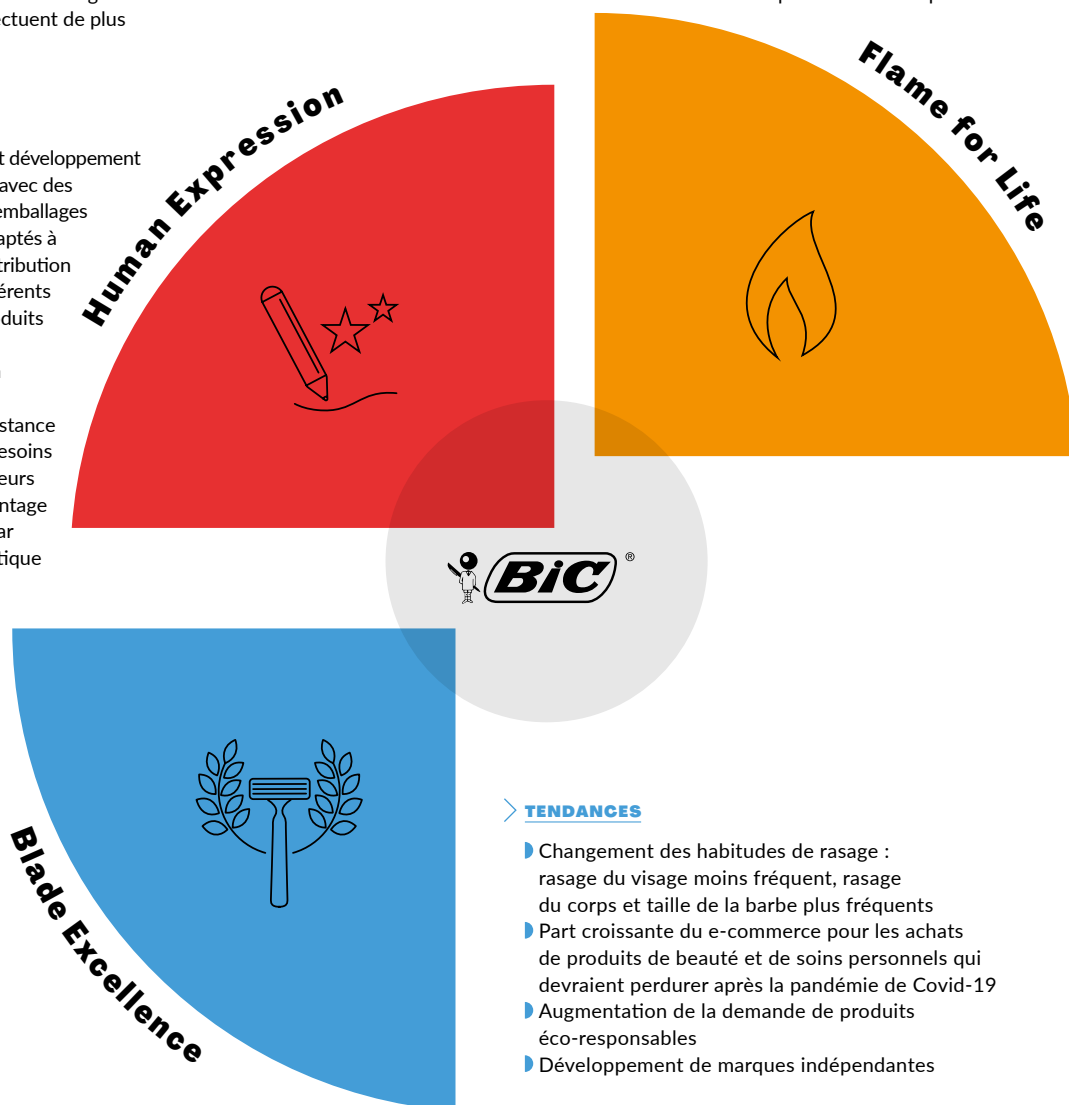 ectuent de plus
t développement
avec des
emballages
aptés à
tribution
érents
duits
stance
esoins
eurs
ntage
ar
tique
Human Expression
Flame for Life
BiC ®
Blade Excellence
TENDANCES
Changement des habitudes de rasage :
rasage du visage moins fréquent, rasage
du corps et taille de la barbe plus fréquents
Part croissante du e-commerce pour les achats
de produits de beauté et de soins personnels qui
devraient perdurer après la pandémie de Covid-19
Augmentation de la demande de produits
éco-responsables
Développement de marques indépendantes